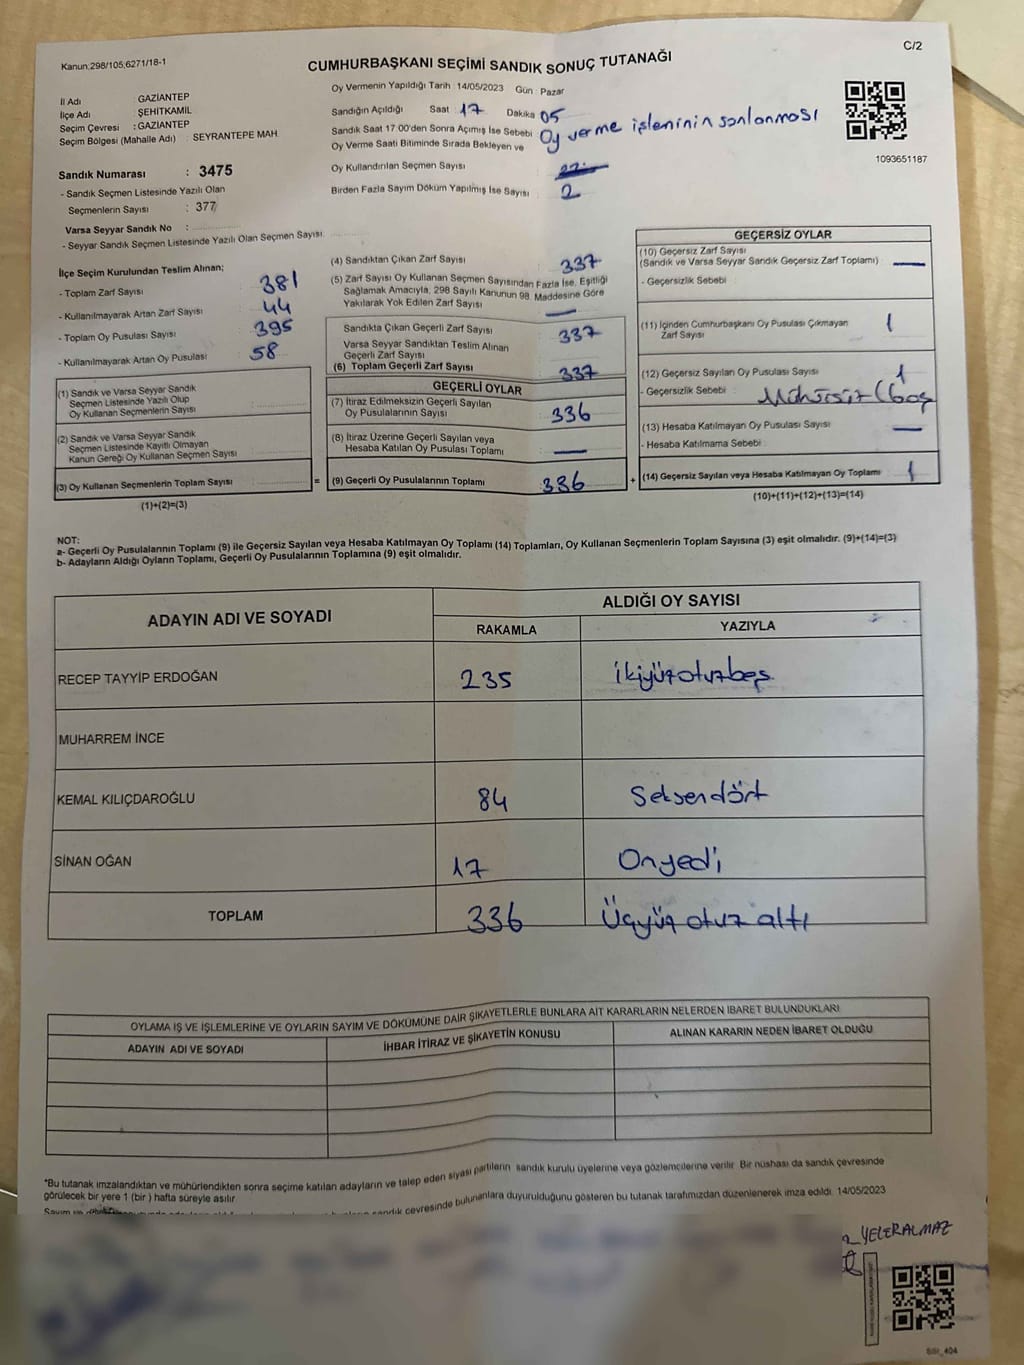 C/2
Kanun:298/105,6271/18-1
CUMHURBAŞKANI SEÇİMİ SANDIK SONUÇ TUTANAĞI
İl Adı GAZİANTEP
İlçe Adı ŞEHİTKAMİL
Seçim Çevresi : GAZİANTEP
Seçim Bölgesi (Mahalle Adı) : SEYRANTEPE MAH.
Oy Vermenin Yapıldığı Tarih : 14/05/2023 Gün : Pazar
Sandığın Açıldığı Saat 17 Dakika 05
Sandık Saat 17:00'den Sonra Açımış İse Sebebi : Oy verme işleminin sonlanması
Oy Verme Saati Bitiminde Sırada Bekleyen ve
Oy Kullandırılan Seçmen Sayısı
Birden Fazla Sayım Döküm Yapılmış İse Sayısı : 2
1093651187
Sandık Numarası : 3475
- Sandık Seçmen Listesinde Yazılı Olan
Seçmenlerin Sayısı : 377
Varsa Seyyar Sandık No :
- Seyyar Sandık Seçmen Listesinde Yazılı Olan Seçmen Sayısı:
İlçe Seçim Kurulundan Teslim Alınan;
- Toplam Zarf Sayısı : 381
- Kullanılmayarak Artan Zarf Sayısı : 44
- Toplam Oy Pusulası Sayısı : 395
- Kullanılmayarak Artan Oy Pusulası : 58
(1) Sandık ve Varsa Seyyar Sandık
Seçmen Listesinde Yazılı Olup
Oy Kullanan Seçmenlerin Sayısı :
(2) Sandık ve Varsa Seyyar Sandık
Seçmen Listesinde Kayıtlı Olmayan
Kanun Gereği Oy Kullanan Seçmen Sayısı :
(3) Oy Kullanan Seçmenlerin Toplam Sayısı : =
(1)+(2)=(3)
(4) Sandıktan Çıkan Zarf Sayısı : 337
(5) Zarf Sayısı Oy Kullanan Seçmen Sayısından Fazla İse, Eşitliği
Sağlamak Amacıyla, 298 Sayılı Kanunun 98. Maddesine Göre
Yakılarak Yok Edilen Zarf Sayısı : —
Sandıkta Çıkan Geçerli Zarf Sayısı : 337
Varsa Seyyar Sandıktan Teslim Alınan
Geçerli Zarf Sayısı
(6) Toplam Geçerli Zarf Sayısı : 337
GEÇERLİ OYLAR
(7) İtiraz Edilmeksizin Geçerli Sayılan
Oy Pusulalarının Sayısı : 336
(8) İtiraz Üzerine Geçerli Sayılan veya
Hesaba Katılan Oy Pusulası Toplamı : —
(9) Geçerli Oy Pusulalarının Toplamı : 336 +
GEÇERSİZ OYLAR
(10) Geçersiz Zarf Sayısı
(Sandık ve Varsa Seyyar Sandık Geçersiz Zarf Toplamı) : —
- Geçersizlik Sebebi :
(11) İçinden Cumhurbaşkanı Oy Pusulası Çıkmayan
Zarf Sayısı : 1
(12) Geçersiz Sayılan Oy Pusulası Sayısı : 1
- Geçersizlik Sebebi : Mühürsüz (boş
(13) Hesaba Katılmayan Oy Pusulası Sayısı : —
- Hesaba Katılmama Sebebi :
(14) Geçersiz Sayılan veya Hesaba Katılmayan Oy Toplamı : 1
(10)+(11)+(12)+(13)=(14)
NOT:
a- Geçerli Oy Pusulalarının Toplamı (9) ile Geçersiz Sayılan veya Hesaba Katılmayan Oy Toplamı (14) Toplamları, Oy Kullanan Seçmenlerin Toplam Sayısına (3) eşit olmalıdır. (9)+(14)=(3)
b- Adayların Aldığı Oyların Toplamı, Geçerli Oy Pusulalarının Toplamına (9) eşit olmalıdır.
ADAYIN ADI VE SOYADI ALDIĞI OY SAYISI
RAKAMLA YAZIYLA
RECEP TAYYİP ERDOĞAN 235 İkiyüzotuzbeş
MUHARREM İNCE
KEMAL KILIÇDAROĞLU 84 Seksendört
SİNAN OĞAN 17 Onyedi
TOPLAM 336 Üçyüz otuz altı
OYLAMA İŞ VE İŞLEMLERİNE VE OYLARIN SAYIM VE DÖKÜMÜNE DAİR ŞİKAYETLERLE BUNLARA AİT KARARLARIN NELERDEN İBARET BULUNDUKLARI
ADAYIN ADI VE SOYADI İHBAR İTİRAZ VE ŞİKAYETİN KONUSU ALINAN KARARIN NEDEN İBARET OLDUĞU
*Bu tutanak imzalandıktan ve mühürlendikten sonra seçime katılan adayların ve talep eden siyasi partilerin sandık kurulu üyelerine veya gözlemcilerine verilir. Bir nüshası da sandık çevresinde
görülecek bir yere 1 (bir ) hafta süreyle asılır.
sandık çevresinde bulunanlara duyurulduğunu gösteren bu tutanak tarafımızdan düzenlenerek imza edildi. 14/05/2023
YELERALMAZ